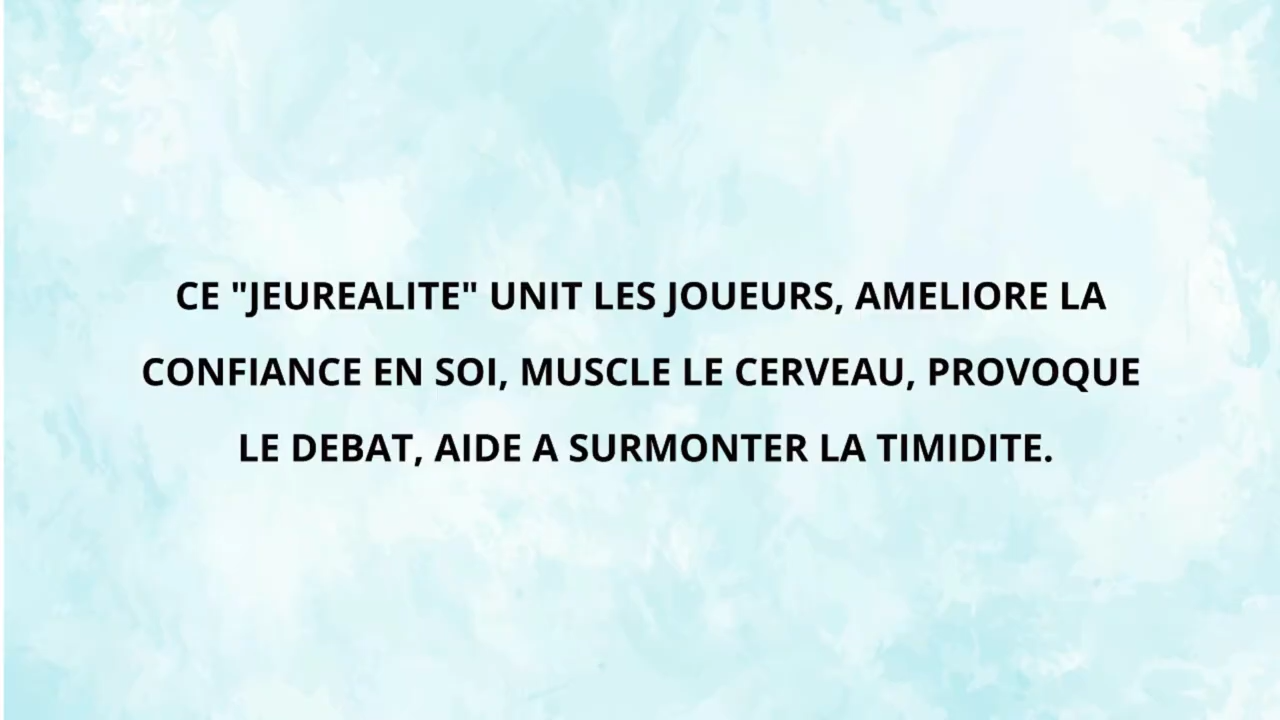 CE "JEUREALITE" UNIT LES JOUEURS, AMELIORE LA
CONFIANCE EN SOI, MUSCLE LE CERVEAU, PROVOQUE
LE DEBAT, AIDE A SURMONTER LA TIMIDITE.